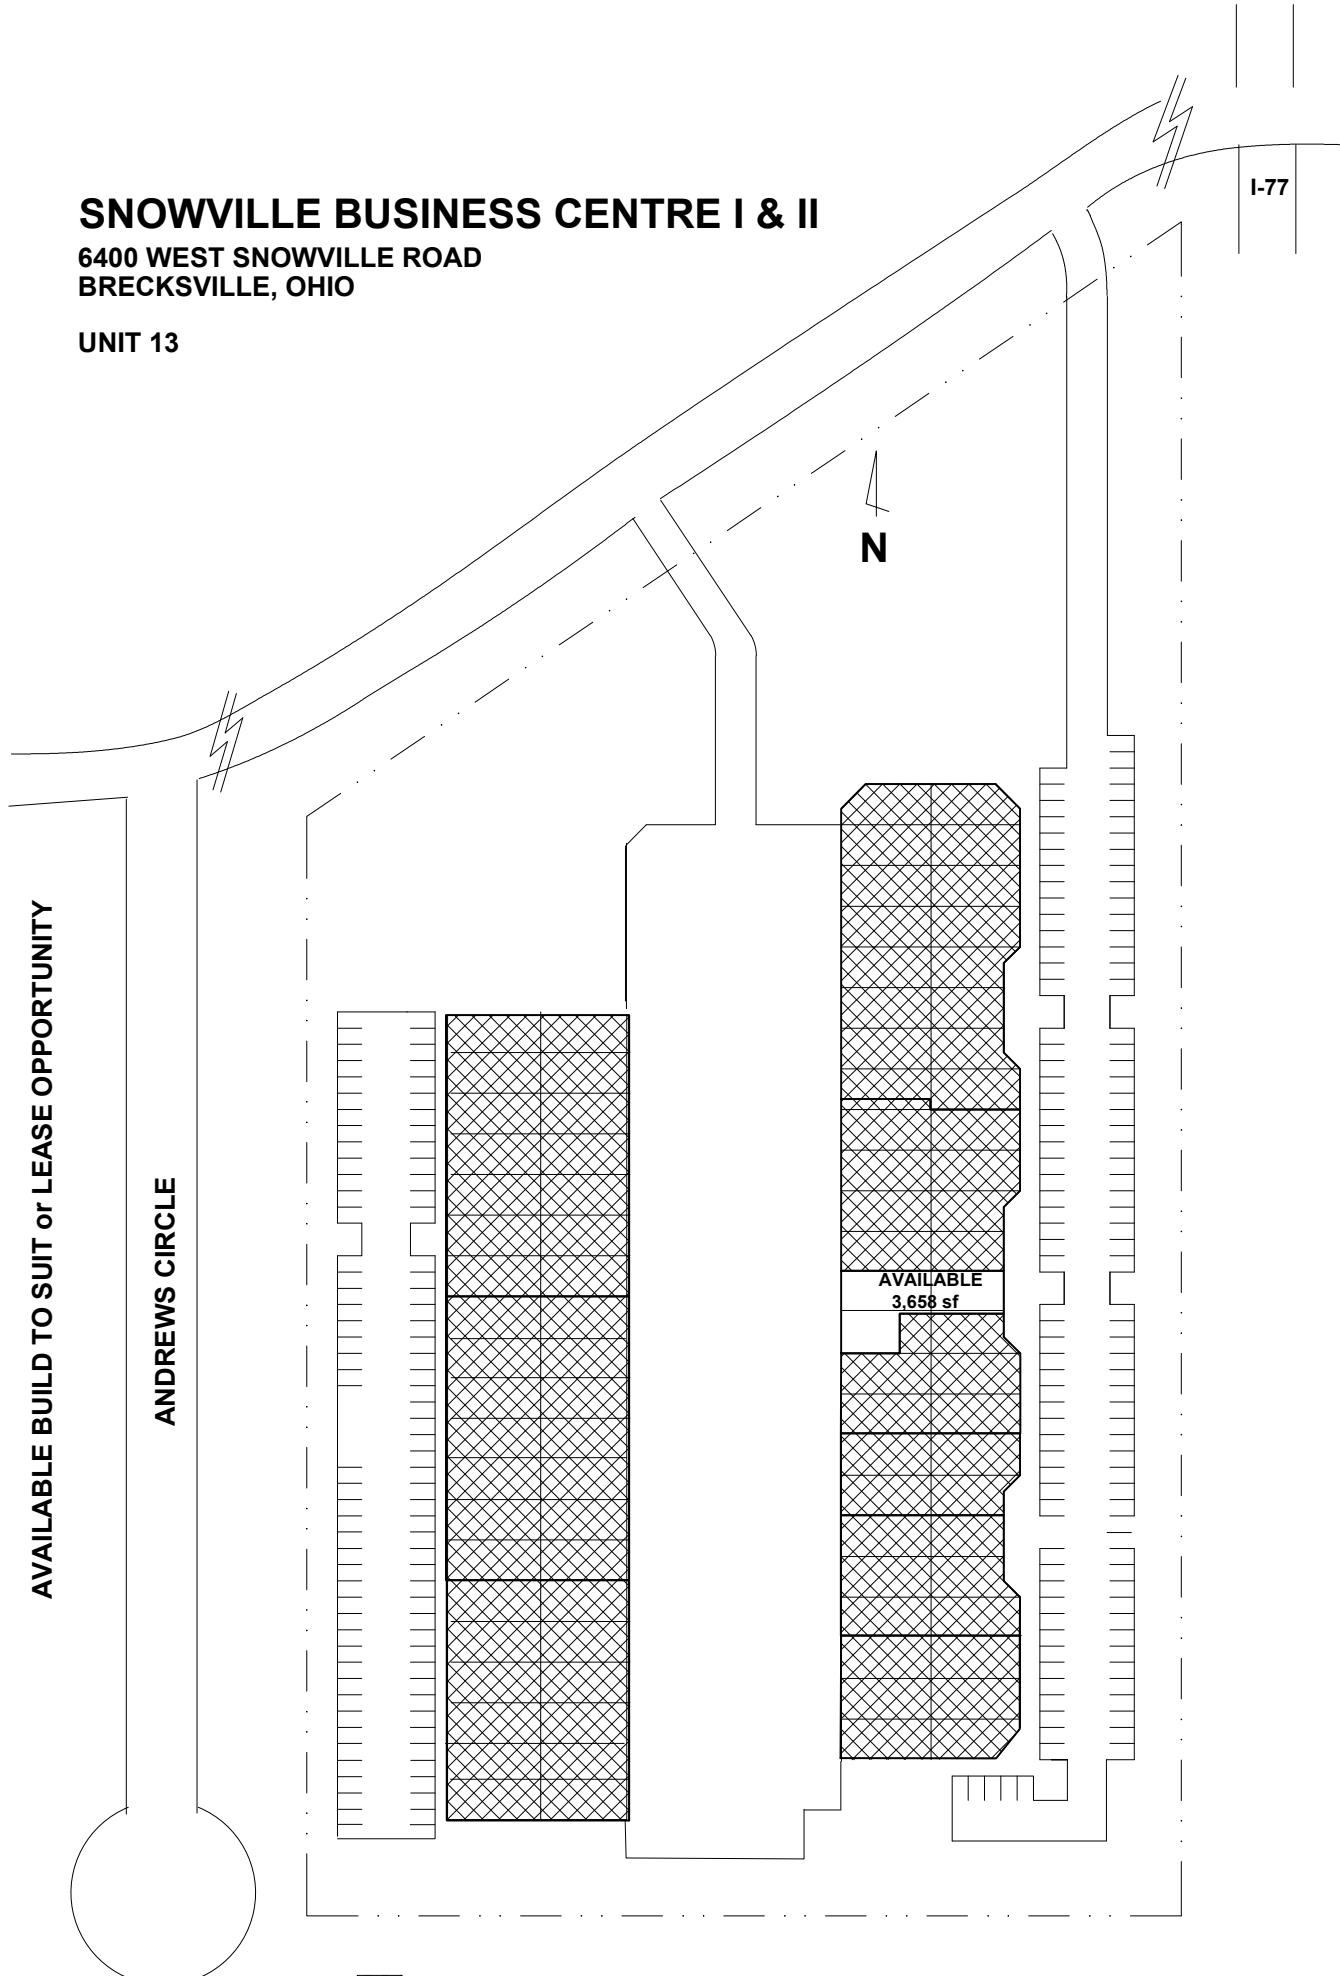 SNOWVILLE BUSINESS CENTRE I & II
6400 WEST SNOWVILLE ROAD
BRECKSVILLE, OHIO
UNIT 13
I-77
N
AVAILABLE BUILD TO SUIT or LEASE OPPORTUNITY
ANDREWS CIRCLE
AVAILABLE
3,658 sf